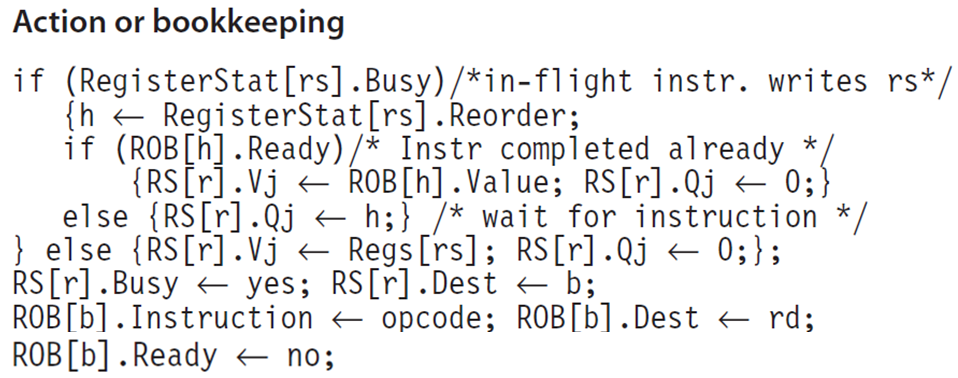 Action or bookkeeping
if (RegisterStat[rs].Busy)/*in-flight instr. writes rs*/
{h ← RegisterStat[rs].Reorder;
if (ROB[h].Ready)/* Instr completed already */
{RS[r].Vj ← ROB[h].Value; RS[r].Qj ← 0;}
else {RS[r].Qj ← h;} /* wait for instruction */
} else {RS[r].Vj ← Regs[rs]; RS[r].Qj ← 0;};
RS[r].Busy ← yes; RS[r].Dest ← b;
ROB[b].Instruction ← opcode; ROB[b].Dest ← rd;
ROB[b].Ready ← no;